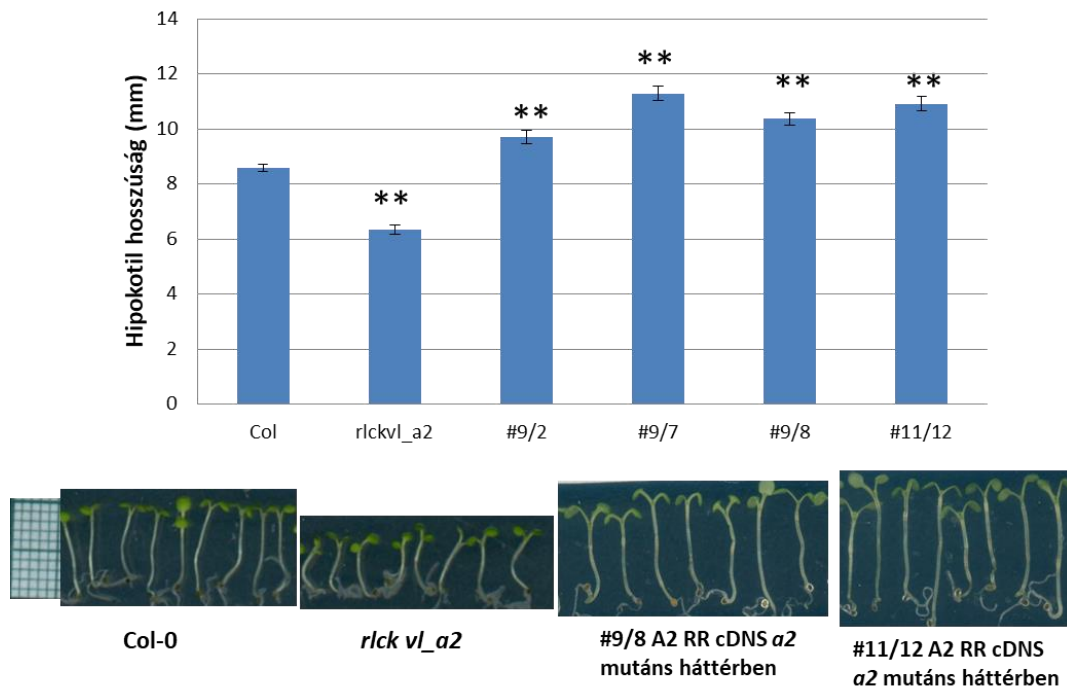 14
12
10
8
6
4
2
0
Hipokotil hosszúság (mm)
**
**
**
**
**
Col
rlckvl_a2
#9/2
#9/7
#9/8
#11/12
Col-0
rlck vl_a2
#9/8 A2 RR cDNS a2
mutáns háttérben
#11/12 A2 RR cDNS
a2 mutáns háttérben